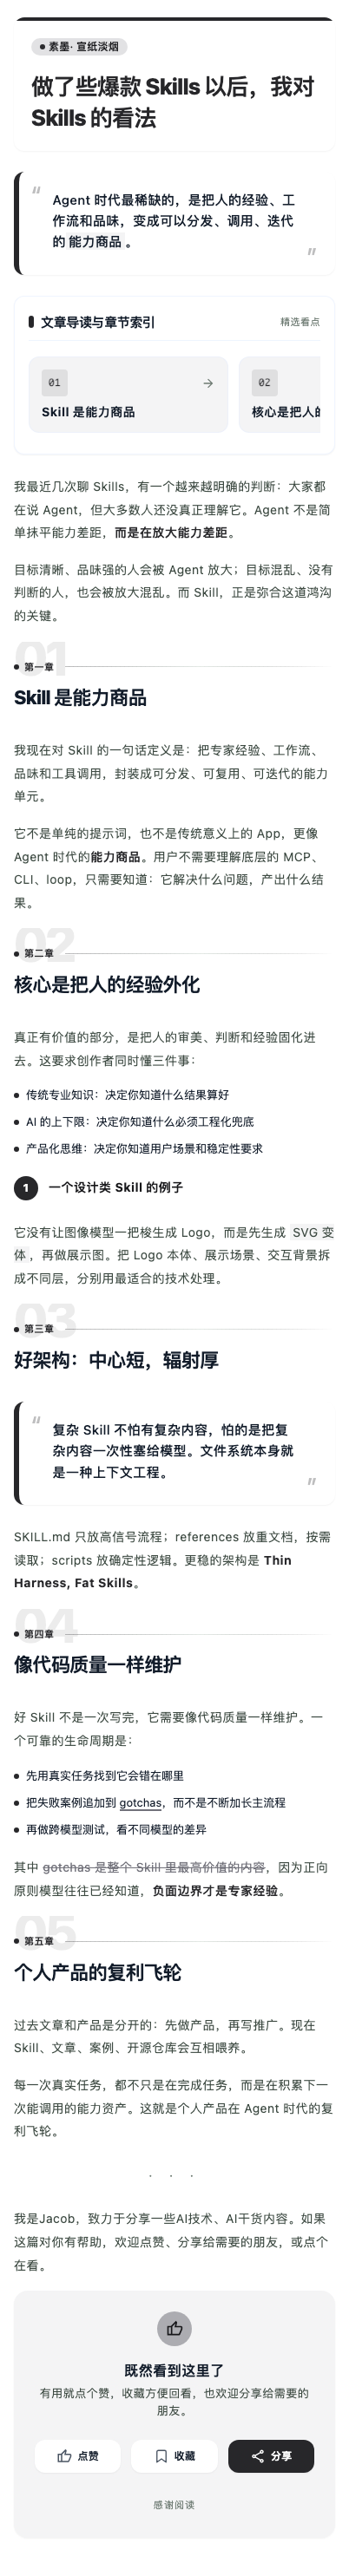 素墨· 宣纸淡烟
做了些爆款 Skills 以后，我对
Skills 的看法
“
Agent 时代最稀缺的，是把人的经验、工
作流和品味，变成可以分发、调用、迭代
的 能力商品 。
”
文章导读与章节索引
精选看点
01
→
02
Skill 是能力商品
核心是把人的
我最近几次聊 Skills，有一个越来越明确的判断：大家都
在说 Agent，但大多数人还没真正理解它。Agent 不是简
单抹平能力差距，而是在放大能力差距。
目标清晰、品味强的人会被 Agent 放大；目标混乱、没有
判断的人，也会被放大混乱。而 Skill，正是弥合这道鸿沟
的关键。
01
第一章
Skill 是能力商品
我现在对 Skill 的一句话定义是：把专家经验、工作流、
品味和工具调用，封装成可分发、可复用、可迭代的能力
单元。
它不是单纯的提示词，也不是传统意义上的 App，更像
Agent 时代的能力商品。用户不需要理解底层的 MCP、
CLI、loop，只需要知道：它解决什么问题，产出什么结
果。
02
第二章
核心是把人的经验外化
真正有价值的部分，是把人的审美、判断和经验固化进
去。这要求创作者同时懂三件事：
传统专业知识：决定你知道什么结果算好
AI 的上下限：决定你知道什么必须工程化兜底
产品化思维：决定你知道用户场景和稳定性要求
1 一个设计类 Skill 的例子
它没有让图像模型一把梭生成 Logo，而是先生成 SVG 变
体 ，再做展示图。把 Logo 本体、展示场景、交互背景拆
成不同层，分别用最适合的技术处理。
03
第三章
好架构：中心短，辐射厚
“
复杂 Skill 不怕有复杂内容，怕的是把复
杂内容一次性塞给模型。文件系统本身就
是一种上下文工程。
”
SKILL.md 只放高信号流程；references 放重文档，按需
读取；scripts 放确定性逻辑。更稳的架构是 Thin
Harness, Fat Skills。
04
第四章
像代码质量一样维护
好 Skill 不是一次写完，它需要像代码质量一样维护。一
个可靠的生命周期是：
先用真实任务找到它会错在哪里
把失败案例追加到 gotchas，而不是不断加长主流程
再做跨模型测试，看不同模型的差异
其中 gotchas 是整个 Skill 里最高价值的内容，因为正向
原则模型往往已经知道，负面边界才是专家经验。
05
第五章
个人产品的复利飞轮
过去文章和产品是分开的：先做产品，再写推广。现在
Skill、文章、案例、开源仓库会互相喂养。
每一次真实任务，都不只是在完成任务，而是在积累下一
次能调用的能力资产。这就是个人产品在 Agent 时代的复
利飞轮。
· · ·
我是Jacob，致力于分享一些AI技术、AI干货内容。如果
这篇对你有帮助，欢迎点赞、分享给需要的朋友，或点个
在看。
既然看到这里了
有用就点个赞，收藏方便回看，也欢迎分享给需要的
朋友。
点赞
收藏
分享
感谢阅读